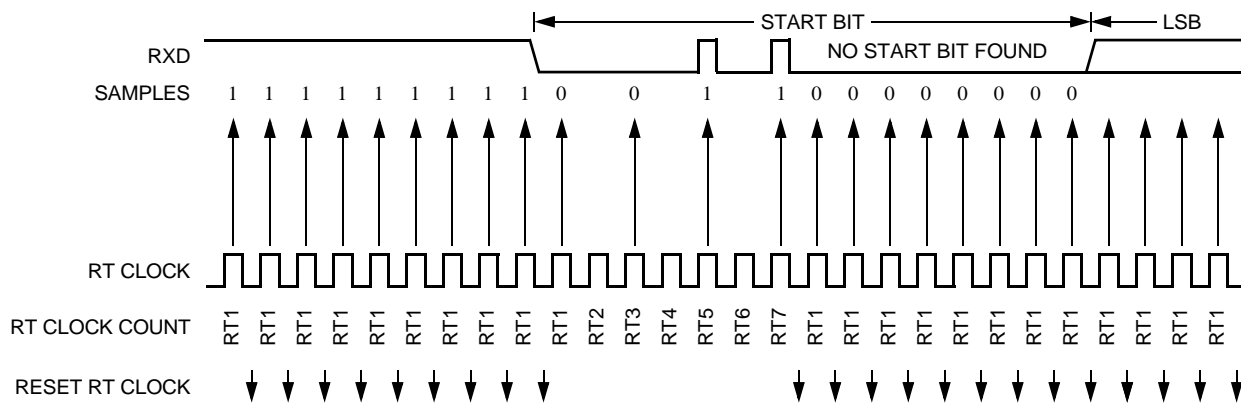 START BIT LSB
RXD NO START BIT FOUND
SAMPLES 1 1 1 1 1 1 1 1 1 0 0 1 1 0 0 0 0 0 0 0 0
RT CLOCK
RT CLOCK COUNT RT1 RT1 RT1 RT1 RT1 RT1 RT1 RT1 RT1 RT1 RT2 RT3 RT4 RT5 RT6 RT7 RT1 RT1 RT1 RT1 RT1 RT1 RT1 RT1 RT1 RT1 RT1 RT1
RESET RT CLOCK